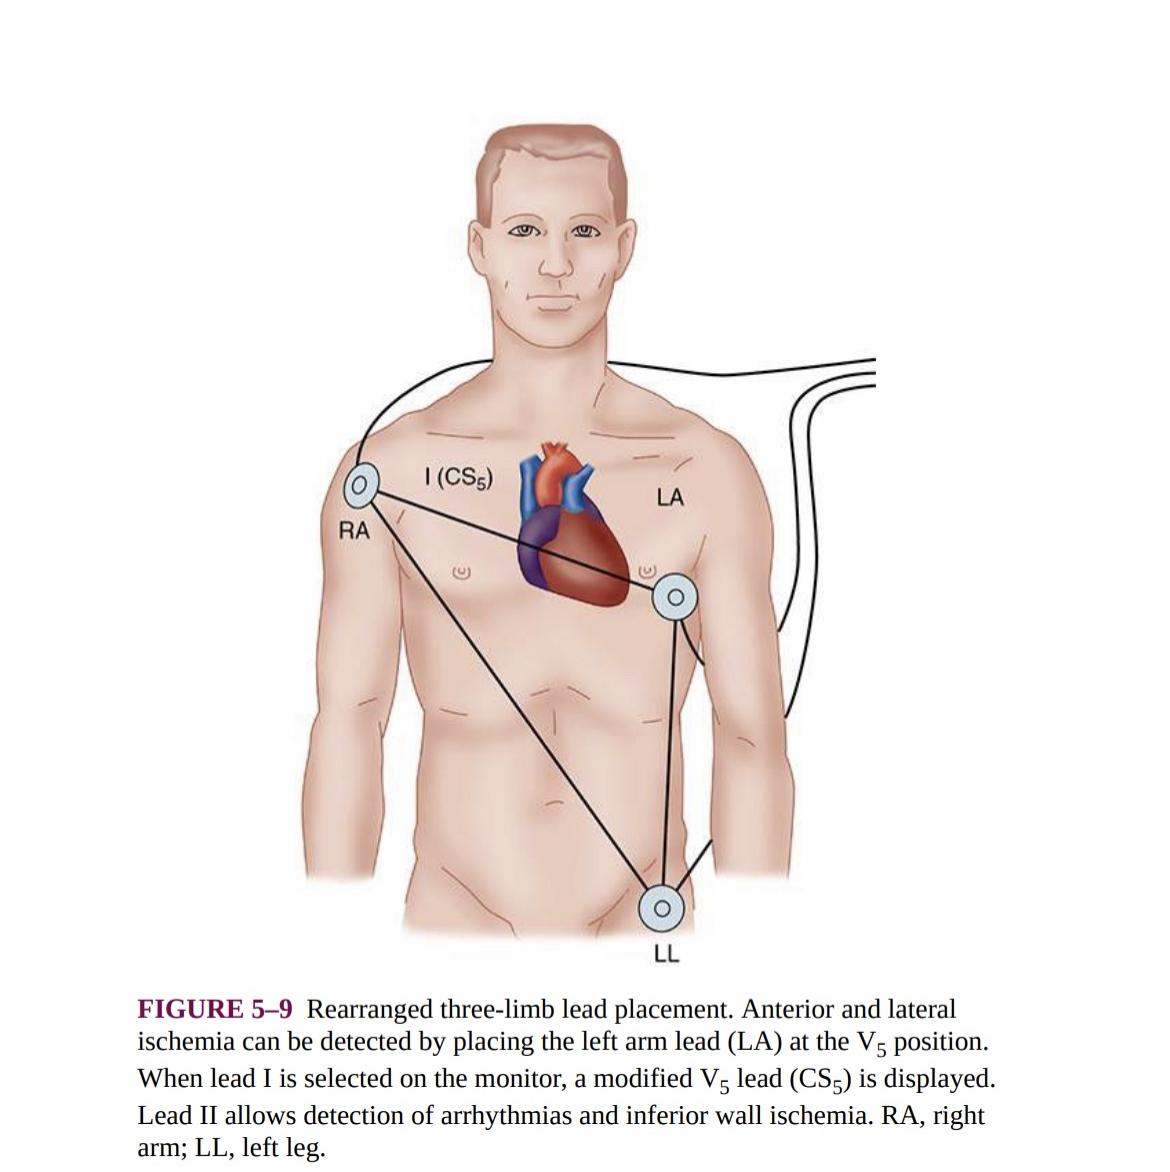 I (CS5)
LA
RA
LL
FIGURE 5–9 Rearranged three-limb lead placement. Anterior and lateral
ischemia can be detected by placing the left arm lead (LA) at the V5 position.
When lead I is selected on the monitor, a modified V5 lead (CS5) is displayed.
Lead II allows detection of arrhythmias and inferior wall ischemia. RA, right
arm; LL, left leg.